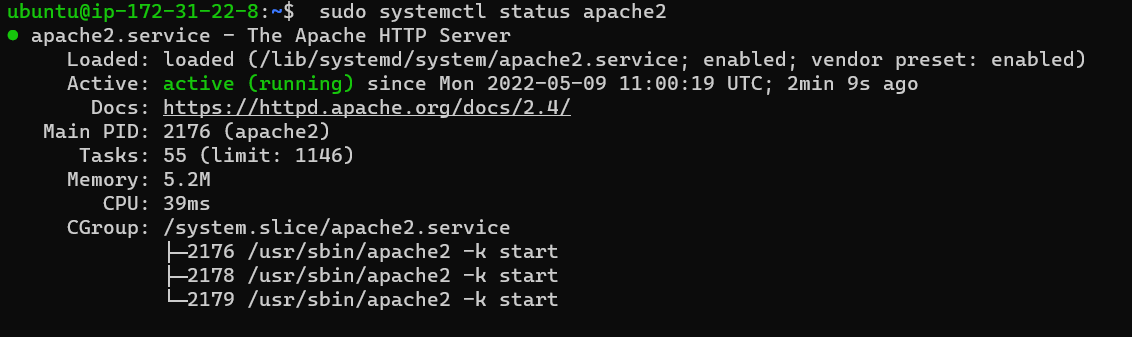 ubuntu@ip-172-31-22-8:~$  sudo systemctl status apache2
● apache2.service - The Apache HTTP Server
     Loaded: loaded (/lib/systemd/system/apache2.service; enabled; vendor preset: enabled)
     Active: active (running) since Mon 2022-05-09 11:00:19 UTC; 2min 9s ago
       Docs: https://httpd.apache.org/docs/2.4/
   Main PID: 2176 (apache2)
      Tasks: 55 (limit: 1146)
     Memory: 5.2M
        CPU: 39ms
     CGroup: /system.slice/apache2.service
             ├─2176 /usr/sbin/apache2 -k start
             ├─2178 /usr/sbin/apache2 -k start
             └─2179 /usr/sbin/apache2 -k start